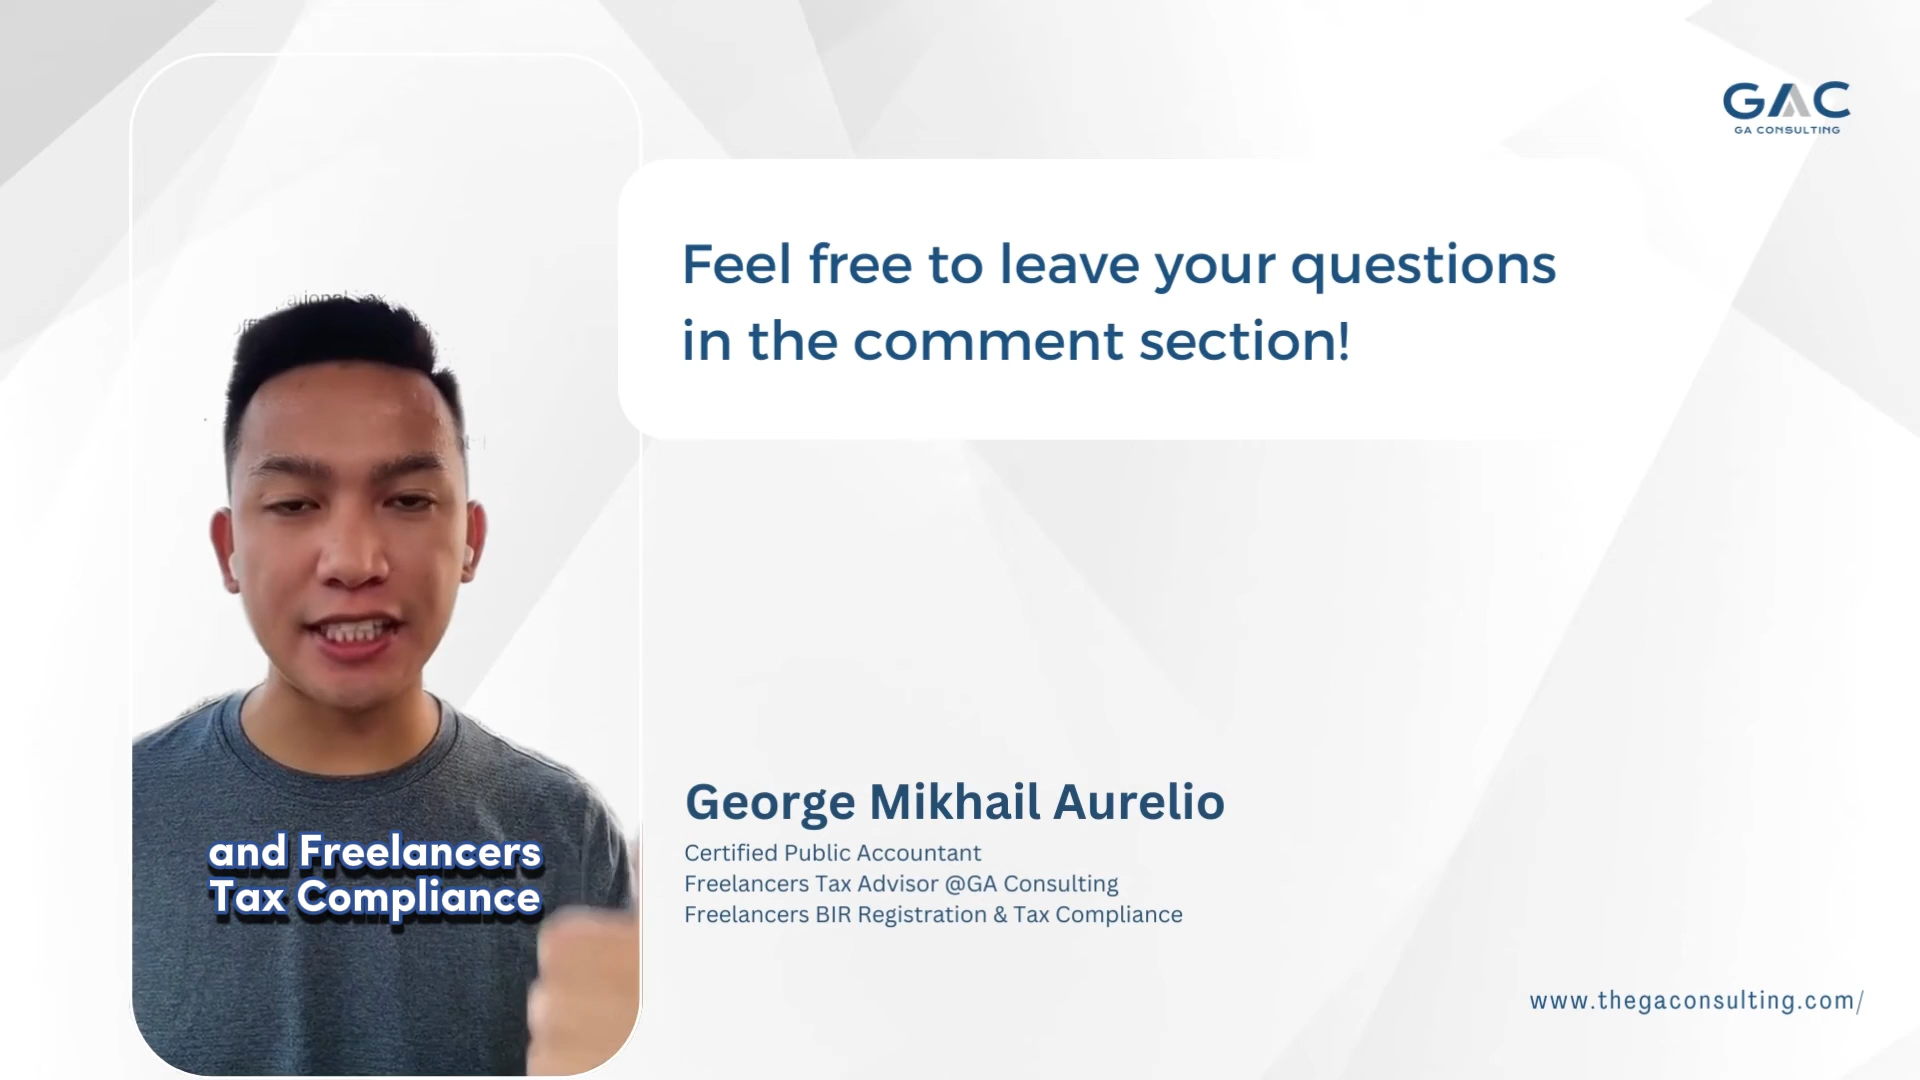 GAC
GA CONSULTING
Feel free to leave your questions
in the comment section!
and Freelancers
Tax Compliance
George Mikhail Aurelio
Certified Public Accountant
Freelancers Tax Advisor @GA Consulting
Freelancers BIR Registration & Tax Compliance
www.thegaconsulting.com/